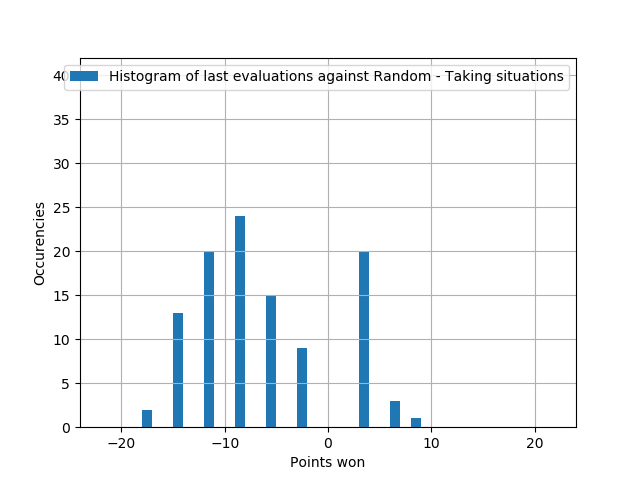 Histogram of last evaluations against Random - Taking situations
40
35
30
25
20
15
10
5
0
Occurencies
−20 −10 0 10 20
Points won